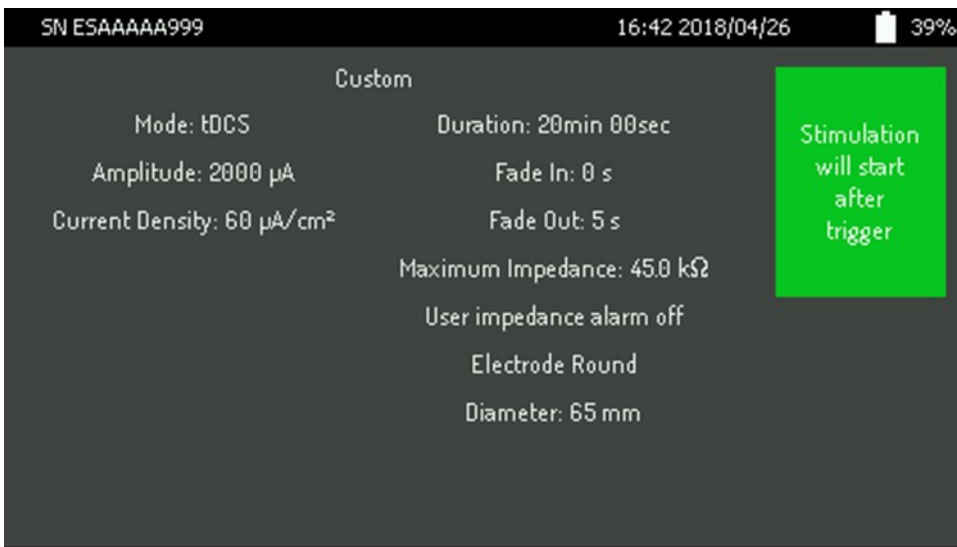 SN ESAAAAA999 16:42 2018/04/26 39%
Custom
Mode: tDCS
Duration: 20min 00sec
Amplitude: 2000 µA
Fade In: 0 s
Current Density: 60 µA/cm²
Fade Out: 5 s
Maximum Impedance: 45.0 kΩ
User impedance alarm off
Electrode Round
Diameter: 65 mm
Stimulation
will start
after
trigger